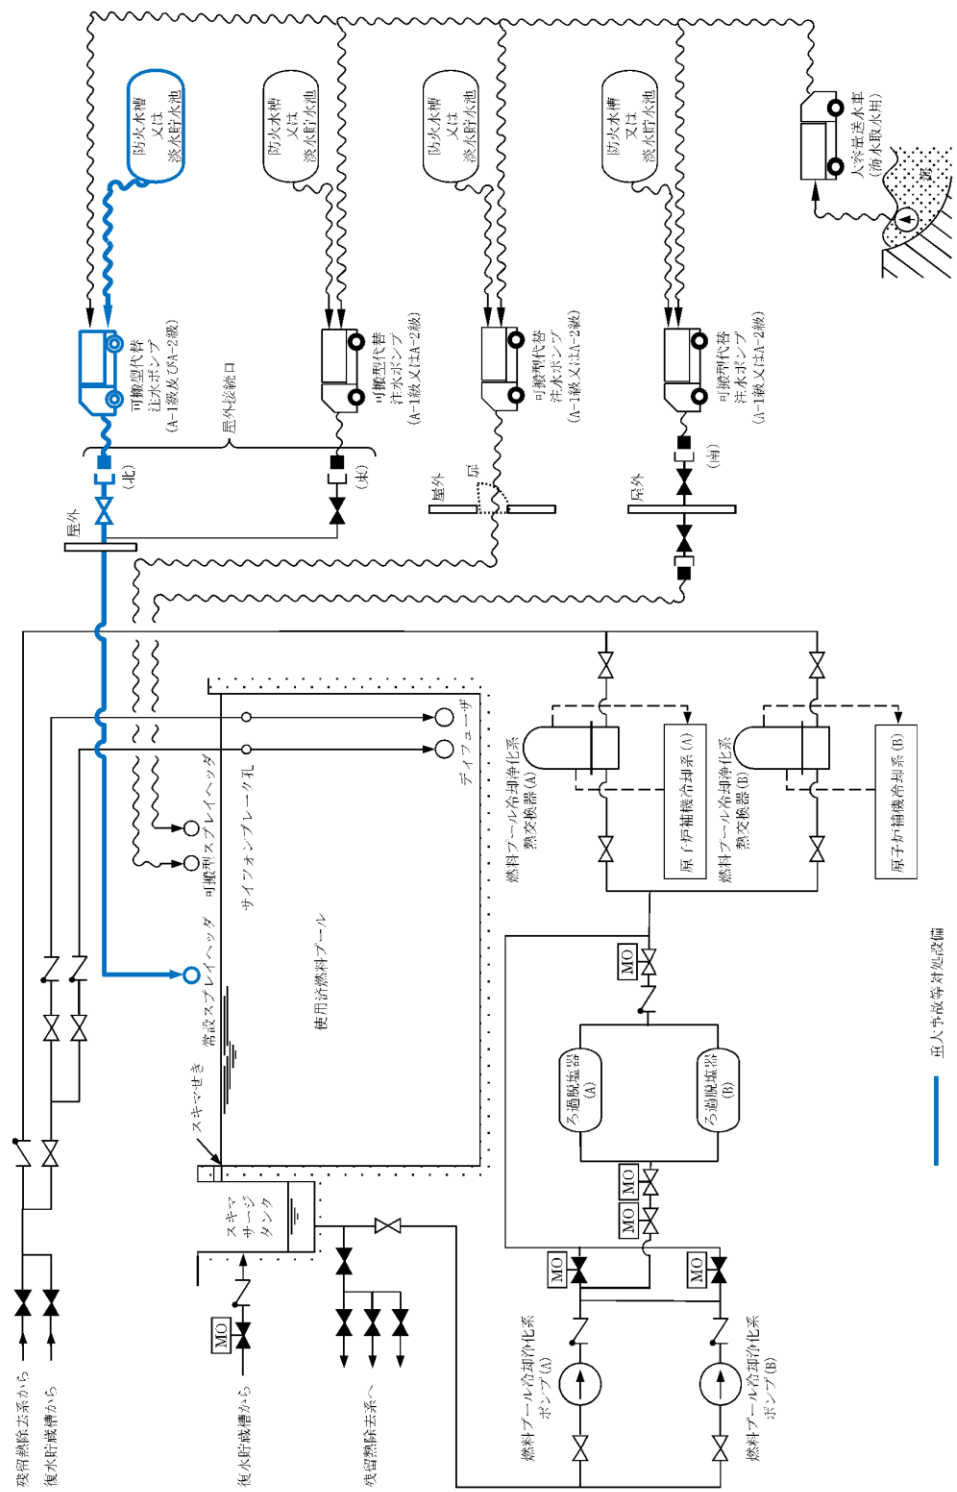 残留熱除去系から
復水貯蔵槽から
復水貯蔵槽から
残留熱除去系へ
MO
スキマ
サージ
タンク
スキマせき
常設スプレイヘッダ
可搬型スプレイヘッダ
サイフォンブレーク孔
ディフューザ
使用済燃料プール
屋外
(北)
屋外接続口
(東)
屋外
扉
屋外
(南)
可搬型代替
注水ポンプ
(A-1級及びA-2級)
可搬型代替
注水ポンプ
(A-1級又はA-2級)
可搬型代替
注水ポンプ
(A-1級又はA-2級)
可搬型代替
注水ポンプ
(A-1級又はA-2級)
防火水槽
又は
淡水貯水池
防火水槽
又は
淡水貯水池
防火水槽
又は
淡水貯水池
防火水槽
又は
淡水貯水池
大容量送水車
(海水取水用)
海
燃料プール冷却浄化系
ポンプ(A)
燃料プール冷却浄化系
ポンプ(B)
MO
MO
MO
MO
ろ過脱塩器
(A)
ろ過脱塩器
(B)
MO
燃料プール冷却浄化系
熱交換器(A)
燃料プール冷却浄化系
熱交換器(B)
原子炉補機冷却系(A)
原子炉補機冷却系(B)
重大事故等対処設備